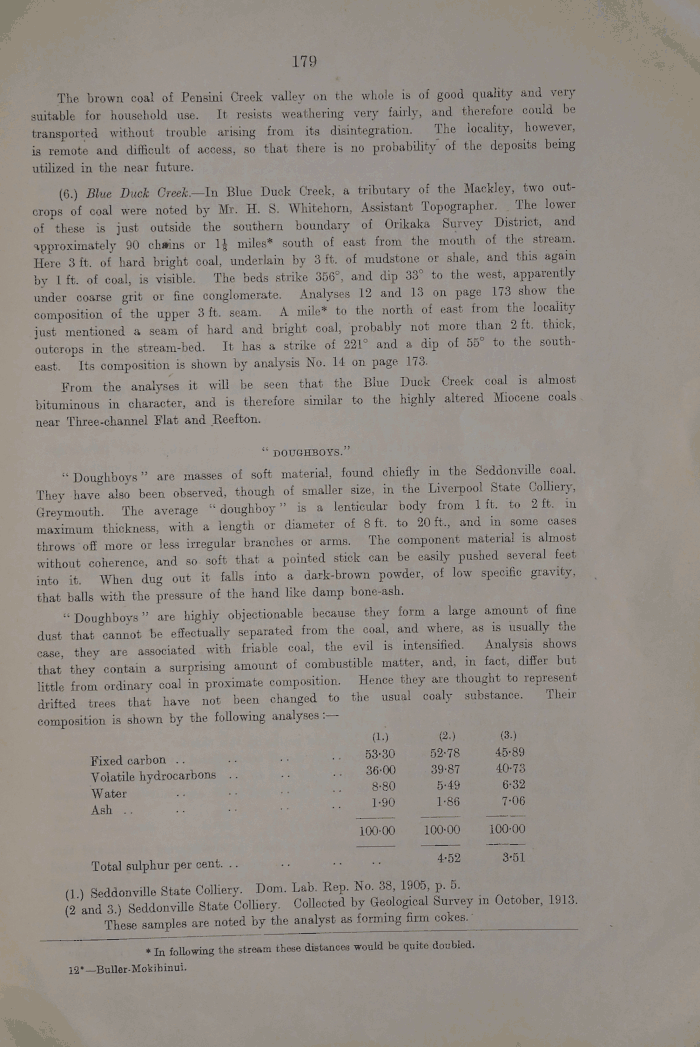 179
The brown coal of Pensini Creek valley on the whole is of good quality and very
suitable for household use. It resists weathering very fairly, and therefore could be
transported without trouble arising from its disintegration. The locality, however,
is remote and difficult of access, so that there is no probability of the deposits being
utilized in the near future.
(6.) Blue Duck Creek.—In Blue Duck Creek, a tributary of the Mackley, two out-
crops of coal were noted by Mr. H. S. Whitehorn, Assistant Topographer. The lower
of these is just outside the southern boundary of Orikaka Survey District, and
approximately 90 chains or 1⅛ miles* south of east from the mouth of the stream.
Here 3 ft. of hard bright coal, underlain by 3 ft. of mudstone or shale, and this again
by 1 ft. of coal, is visible. The beds strike 356°, and dip 33° to the west, apparently
under coarse grit or fine conglomerate. Analyses 12 and 13 on page 173 show the
composition of the upper 3 ft. seam. A mile* to the north of east from the locality
just mentioned a seam of hard and bright coal, probably not more than 2 ft. thick,
outcrops in the stream-bed. It has a strike of 221° and a dip of 55° to the south-
east. Its composition is shown by analysis No. 14 on page 173.
From the analyses it will be seen that the Blue Duck Creek coal is almost
bituminous in character, and is therefore similar to the highly altered Miocene coals
near Three-channel Flat and Reefton.
“ DOUGHBOYS.”
“ Doughboys ” are masses of soft material, found chiefly in the Seddonville coal.
They have also been observed, though of smaller size, in the Liverpool State Colliery,
Greymouth. The average “ doughboy ” is a lenticular body from 1 ft. to 2 ft. in
maximum thickness, with a length or diameter of 8 ft. to 20 ft., and in some cases
throws off more or less irregular branches or arms. The component material is almost
without coherence, and so soft that a pointed stick can be easily pushed several feet
into it. When dug out it falls into a dark-brown powder, of low specific gravity,
that balls with the pressure of the hand like damp bone-ash.
“ Doughboys ” are highly objectionable because they form a large amount of fine
dust that cannot be effectually separated from the coal, and where, as is usually the
case, they are associated with friable coal, the evil is intensified. Analysis shows
that they contain a surprising amount of combustible matter, and, in fact, differ but
little from ordinary coal in proximate composition. Hence they are thought to represent
drifted trees that have not been changed to the usual coaly substance. Their
composition is shown by the following analyses :—
(1.) (2.) (3.)
Fixed carbon .. .. .. .. 53·30 52·78 45·89
Volatile hydrocarbons .. .. .. 36·00 39·87 40·73
Water .. .. .. .. 8·80 5·49 6·32
Ash .. .. .. .. .. 1·90 1·86 7·06
100·00 100·00 100·00
Total sulphur per cent. .. .. .. .. 4·52 3·51
(1.) Seddonville State Colliery. Dom. Lab. Rep. No. 38, 1905, p. 5.
(2 and 3.) Seddonville State Colliery. Collected by Geological Survey in October, 1913.
These samples are noted by the analyst as forming firm cokes.
* In following the stream these distances would be quite doubled.
12*—Buller-Mokihinui.